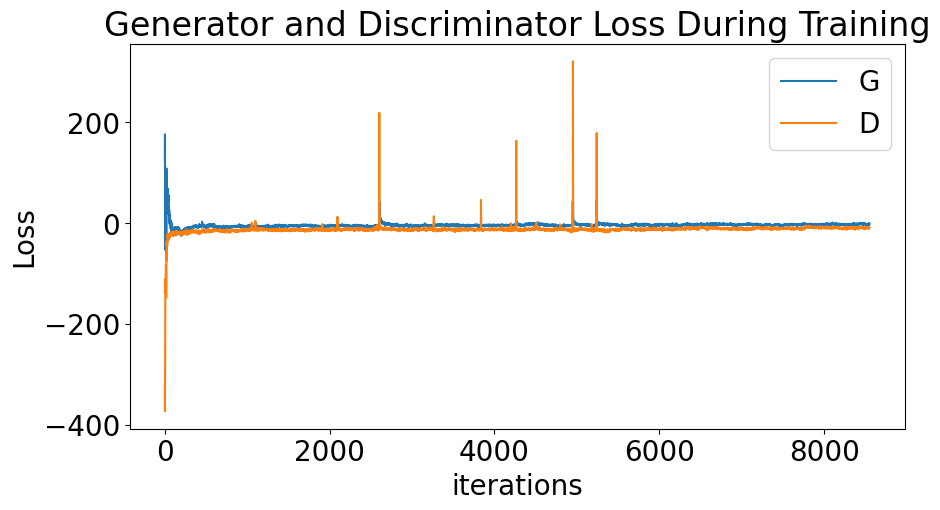 Generator and Discriminator Loss During Training
G
D
Loss
200
0
−200
−400
0 2000 4000 6000 8000
iterations